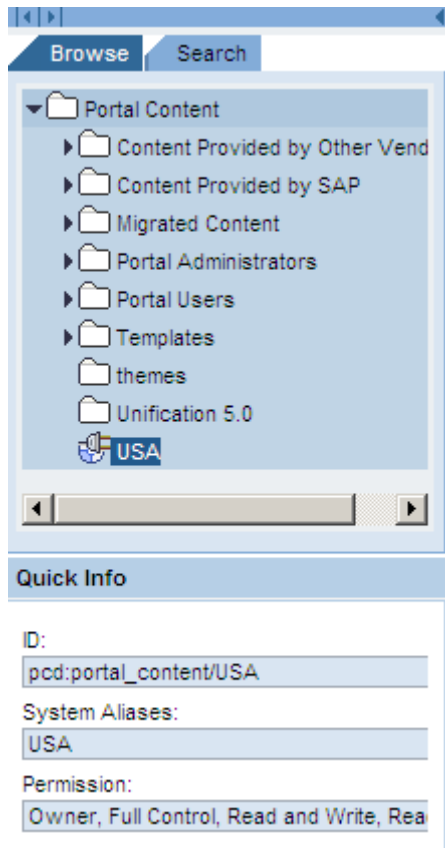 Browse Search
Portal Content
Content Provided by Other Vend
Content Provided by SAP
Migrated Content
Portal Administrators
Portal Users
Templates
themes
Unification 5.0
USA
Quick Info
ID:
pcd:portal_content/USA
System Aliases:
USA
Permission:
Owner, Full Control, Read and Write, Rea